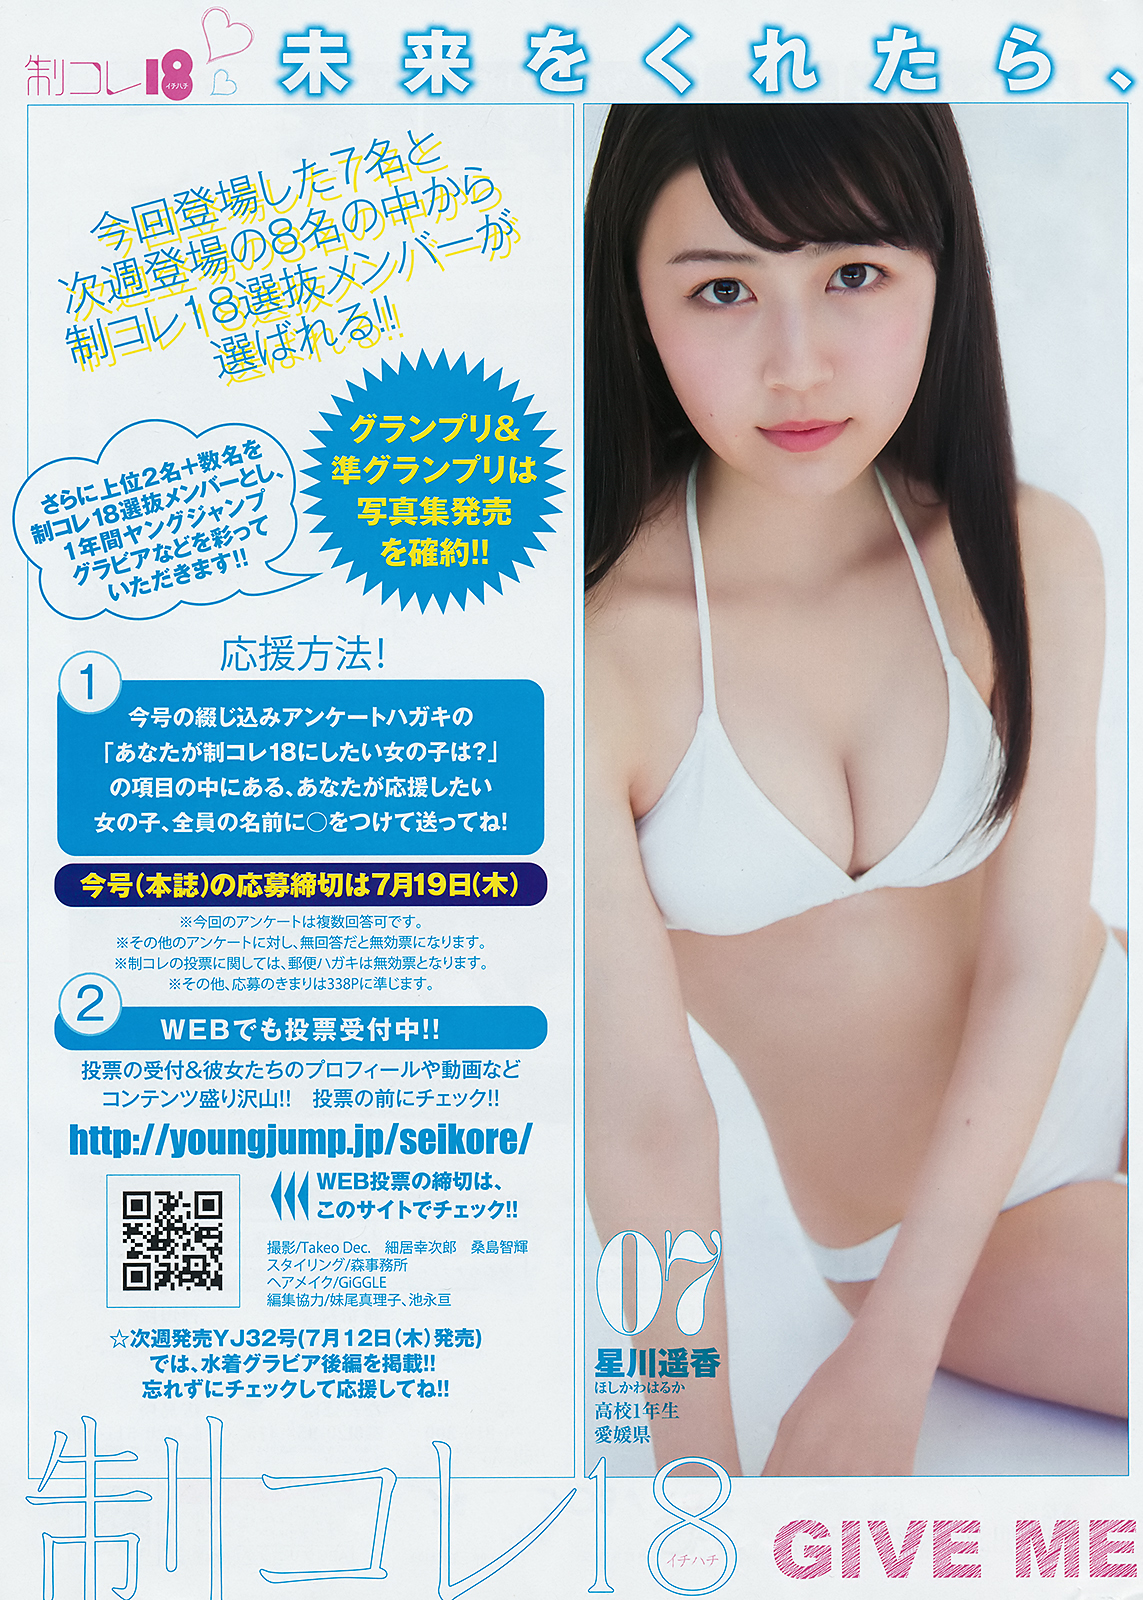 制コレ18
イチハチ
未来をくれたら、
今回登場した7名と
次週登場の8名の中から
制コレ18選抜メンバーが
選ばれる!!
グランプリ&
準グランプリは
写真集発売
を確約!!
さらに上位2名+数名を
制コレ18選抜メンバーとし、
1年間ヤングジャンプ
グラビアなどを彩って
いただきます!!
応援方法!
1
今号の綴じ込みアンケートハガキの
「あなたが制コレ18にしたい女の子は?」
の項目の中にある、あなたが応援したい
女の子、全員の名前に○をつけて送ってね!
今号(本誌)の応募締切は7月19日(木)
※今回のアンケートは複数回答可です。
※その他のアンケートに対し、無回答だと無効票になります。
※制コレの投票に関しては、郵便ハガキは無効票となります。
※その他、応募のきまりは338Pに準じます。
2
WEBでも投票受付中!!
投票の受付&彼女たちのプロフィールや動画など
コンテンツ盛り沢山!! 投票の前にチェック!!
http://youngjump.jp/seikore/
WEB投票の締切は、
このサイトでチェック!!
撮影/Takeo Dec. 細居幸次郎 桑島智輝
スタイリング/森事務所
ヘアメイク/GiGGLE
編集協力/妹尾真理子、池永亘
☆次週発売YJ32号(7月12日(木)発売)
では、水着グラビア後編を掲載!!
忘れずにチェックして応援してね!!
07
星川遥香
ほしかわはるか
高校1年生
愛媛県
制コレ18
イチハチ
GIVE ME